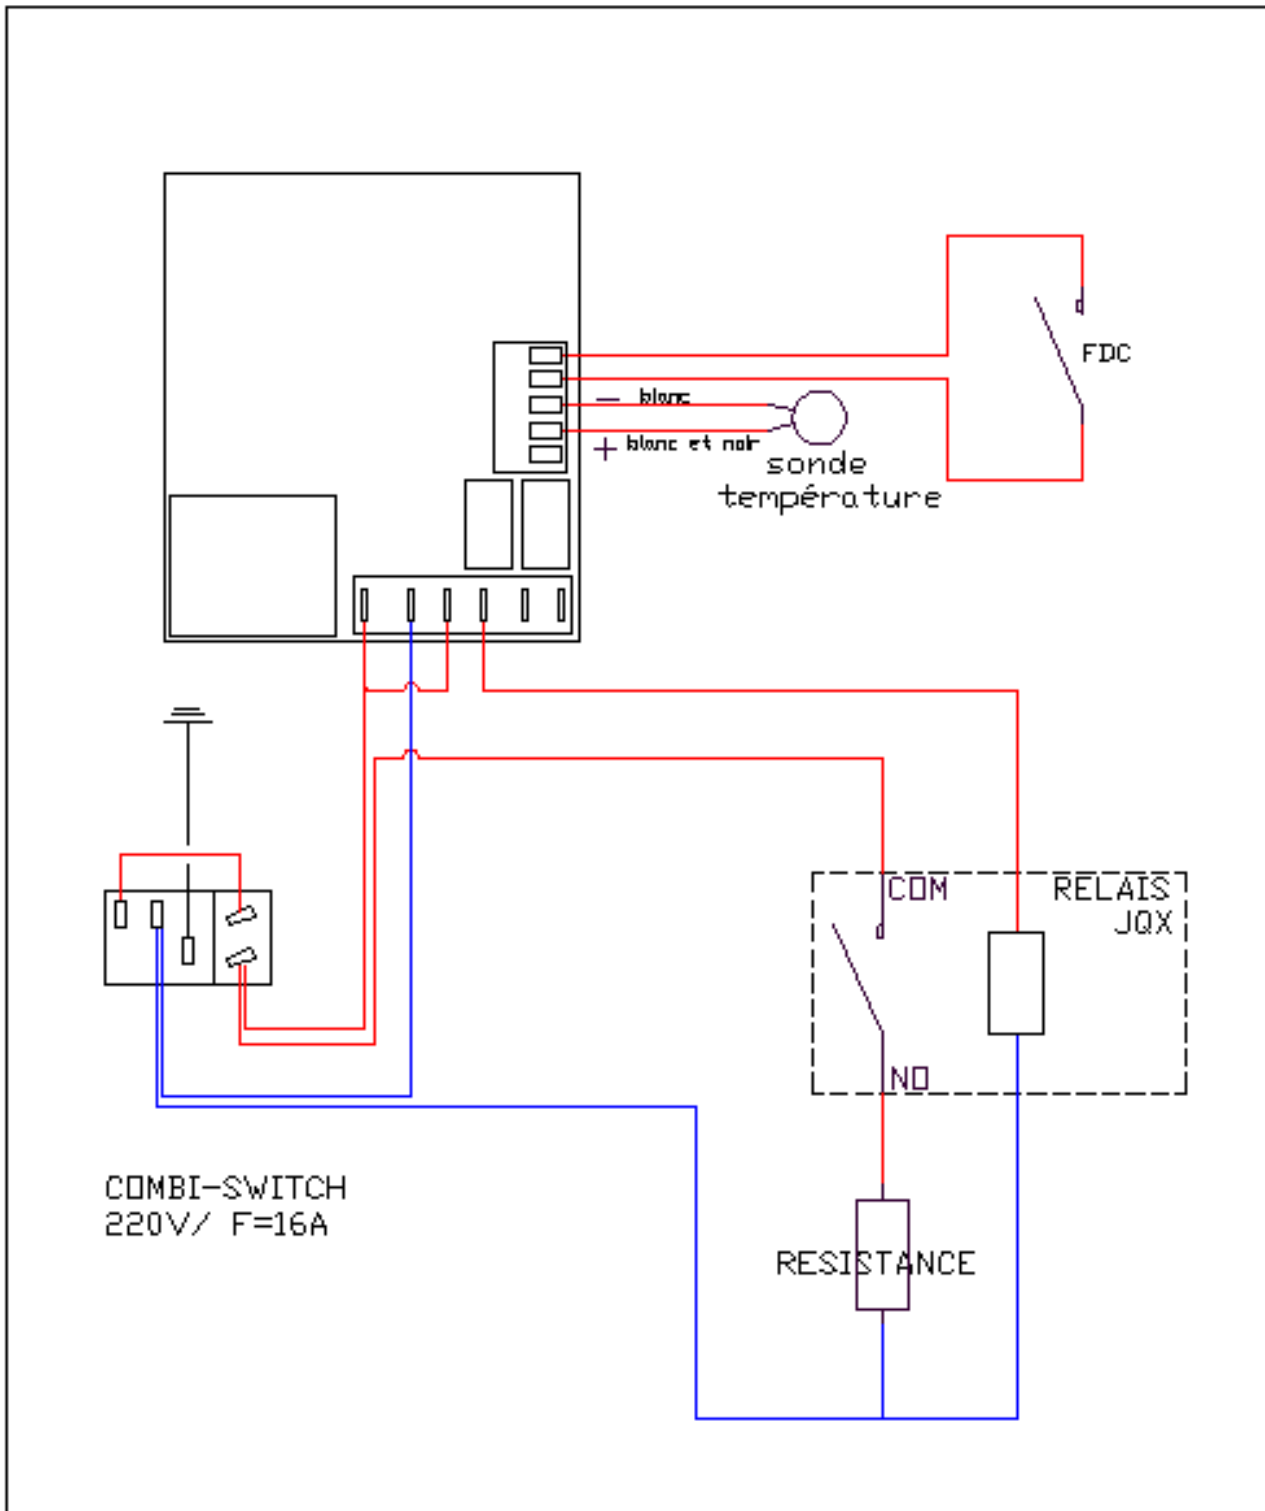 FDC
– blanc
+ blanc et noir
sonde
température
COM
RELAIS
JQX
NO
COMBI-SWITCH
220V/ F=16A
RESISTANCE